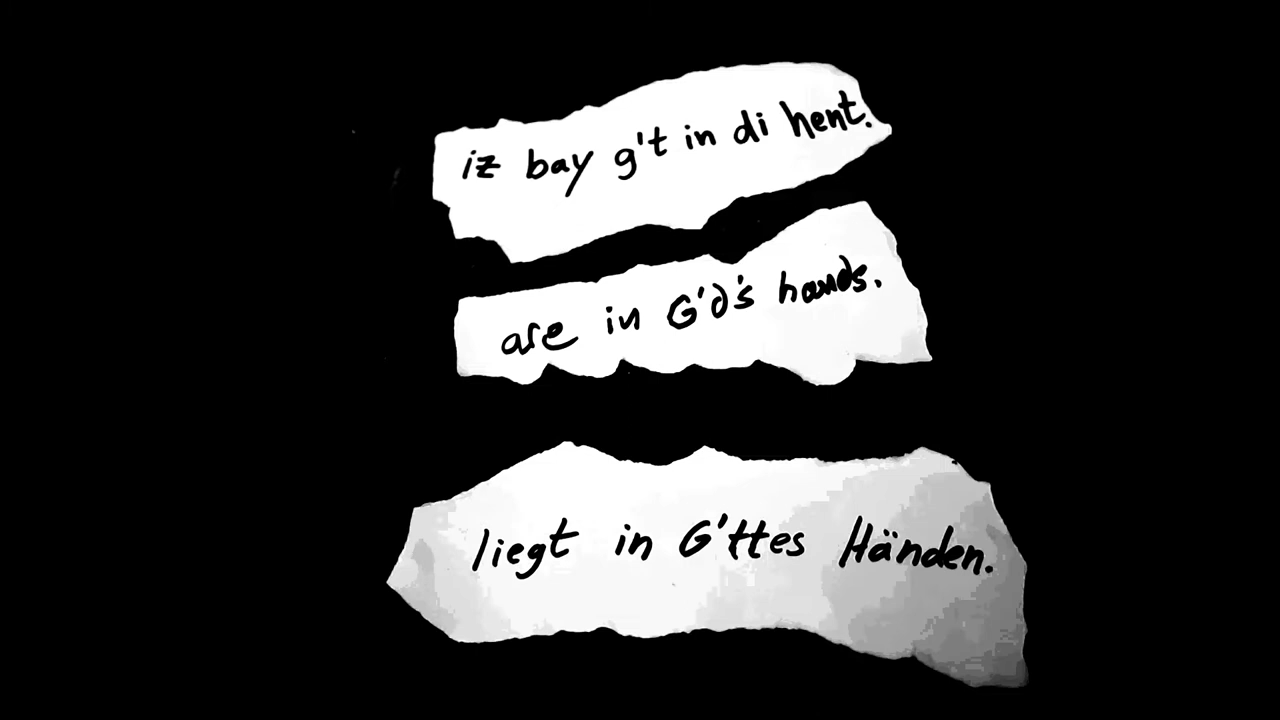 iz bay g't in di hent.
are in G'd's hands.
liegt in G'ttes Händen.